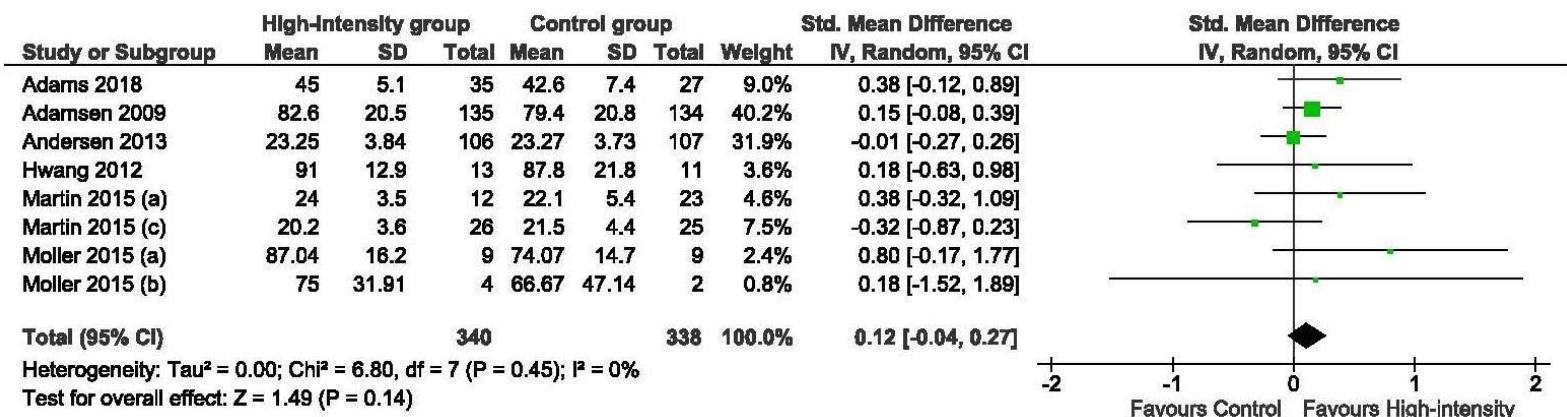 High-intensity group Control group Std. Mean Difference Std. Mean Difference
Study or Subgroup Mean SD Total Mean SD Total Weight IV, Random, 95% CI IV, Random, 95% CI
Adams 2018 45 5.1 35 42.6 7.4 27 9.0% 0.38 [-0.12, 0.89]
Adamsen 2009 82.6 20.5 135 79.4 20.8 134 40.2% 0.15 [-0.08, 0.39]
Andersen 2013 23.25 3.84 106 23.27 3.73 107 31.9% -0.01 [-0.27, 0.26]
Hwang 2012 91 12.9 13 87.8 21.8 11 3.6% 0.18 [-0.63, 0.98]
Martin 2015 (a) 24 3.5 12 22.1 5.4 23 4.6% 0.38 [-0.32, 1.09]
Martin 2015 (c) 20.2 3.6 26 21.5 4.4 25 7.5% -0.32 [-0.87, 0.23]
Moller 2015 (a) 87.04 16.2 9 74.07 14.7 9 2.4% 0.80 [-0.17, 1.77]
Moller 2015 (b) 75 31.91 4 66.67 47.14 2 0.8% 0.18 [-1.52, 1.89]
Total (95% CI) 340 338 100.0% 0.12 [-0.04, 0.27]
Heterogeneity: Tau² = 0.00; Chi² = 6.80, df = 7 (P = 0.45); I² = 0%
Test for overall effect: Z = 1.49 (P = 0.14)
-2 -1 0 1 2
Favours Control Favours High-intensity